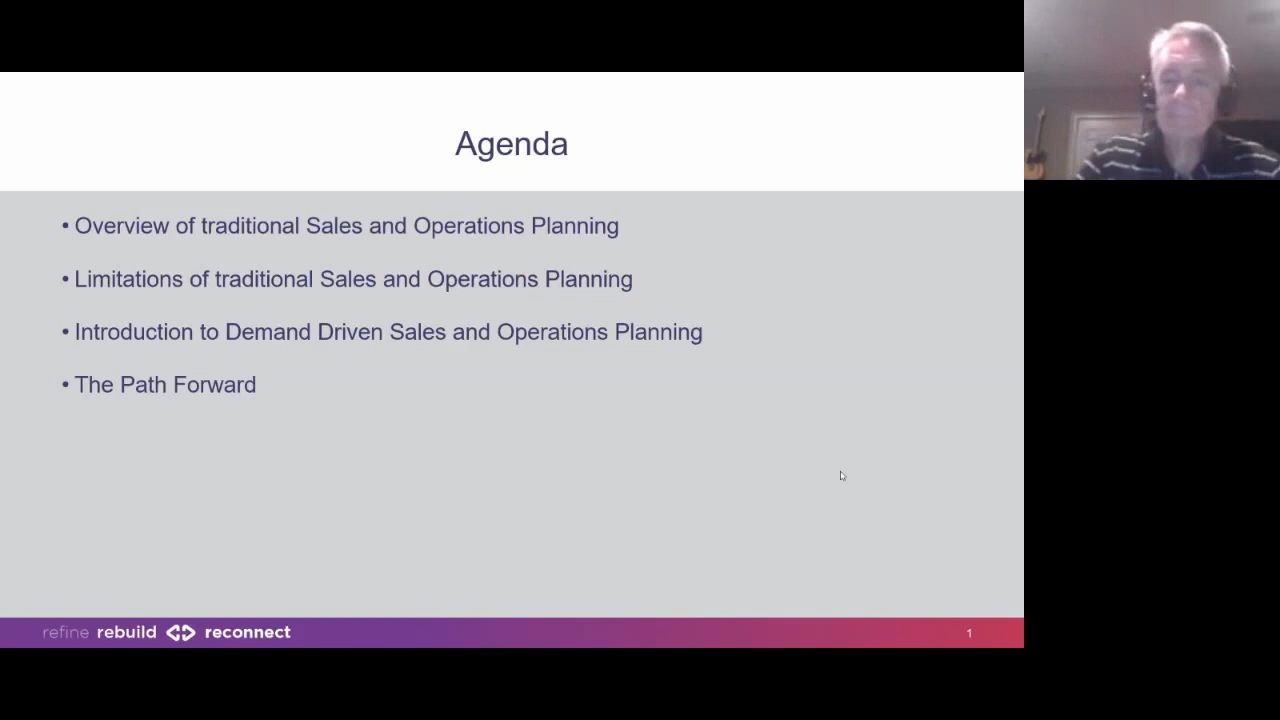 Agenda
• Overview of traditional Sales and Operations Planning
• Limitations of traditional Sales and Operations Planning
• Introduction to Demand Driven Sales and Operations Planning
• The Path Forward
refine rebuild reconnect
1